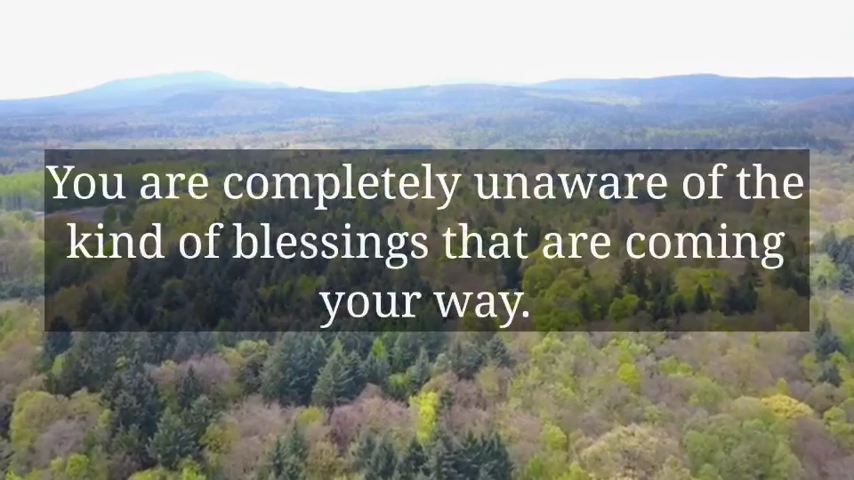 You are completely unaware of the
kind of blessings that are coming
your way.